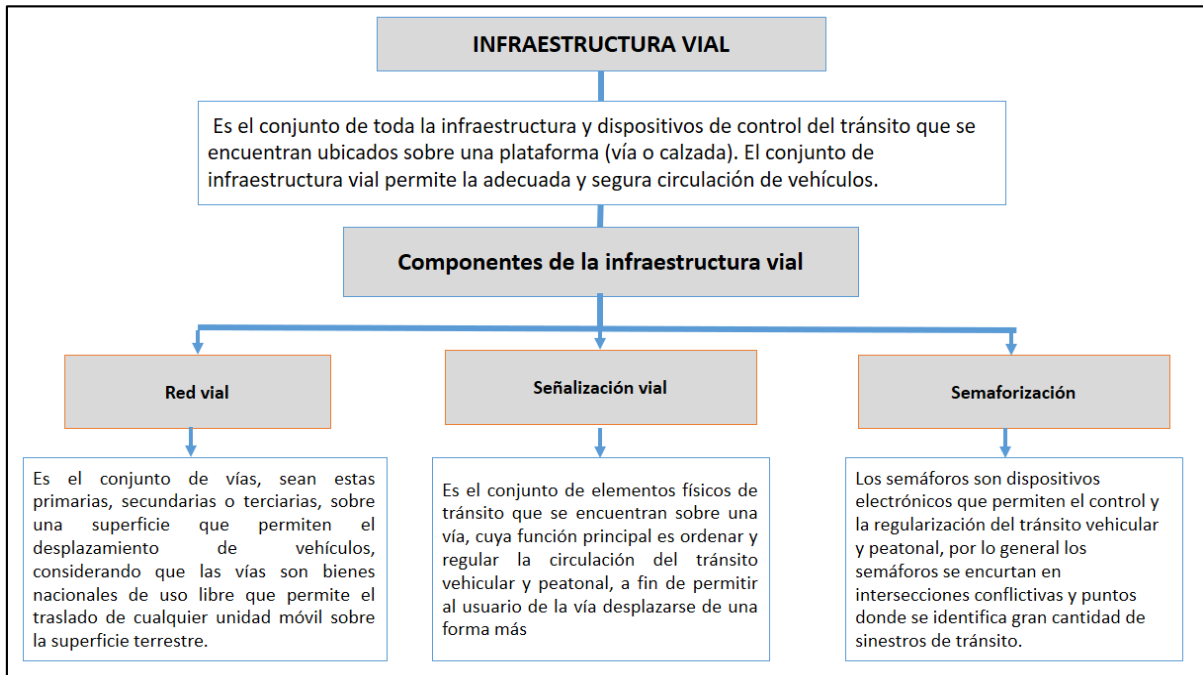 INFRAESTRUCTURA VIAL
Es el conjunto de toda la infraestructura y dispositivos de control del tránsito que se
encuentran ubicados sobre una plataforma (vía o calzada). El conjunto de
infraestructura vial permite la adecuada y segura circulación de vehículos.
Componentes de la infraestructura vial
Red vial
Es el conjunto de vías, sean estas
primarias, secundarias o terciarias, sobre
una superficie que permiten el
desplazamiento de vehículos,
considerando que las vías son bienes
nacionales de uso libre que permite el
traslado de cualquier unidad móvil sobre
la superficie terrestre.
Señalización vial
Es el conjunto de elementos físicos de
tránsito que se encuentran sobre una
vía, cuya función principal es ordenar y
regular la circulación del tránsito
vehicular y peatonal, a fin de permitir
al usuario de la vía desplazarse de una
forma más
Semaforización
Los semáforos son dispositivos
electrónicos que permiten el control y
la regularización del tránsito vehicular
y peatonal, por lo general los
semáforos se encurtan en
intersecciones conflictivas y puntos
donde se identifica gran cantidad de
sinestros de tránsito.